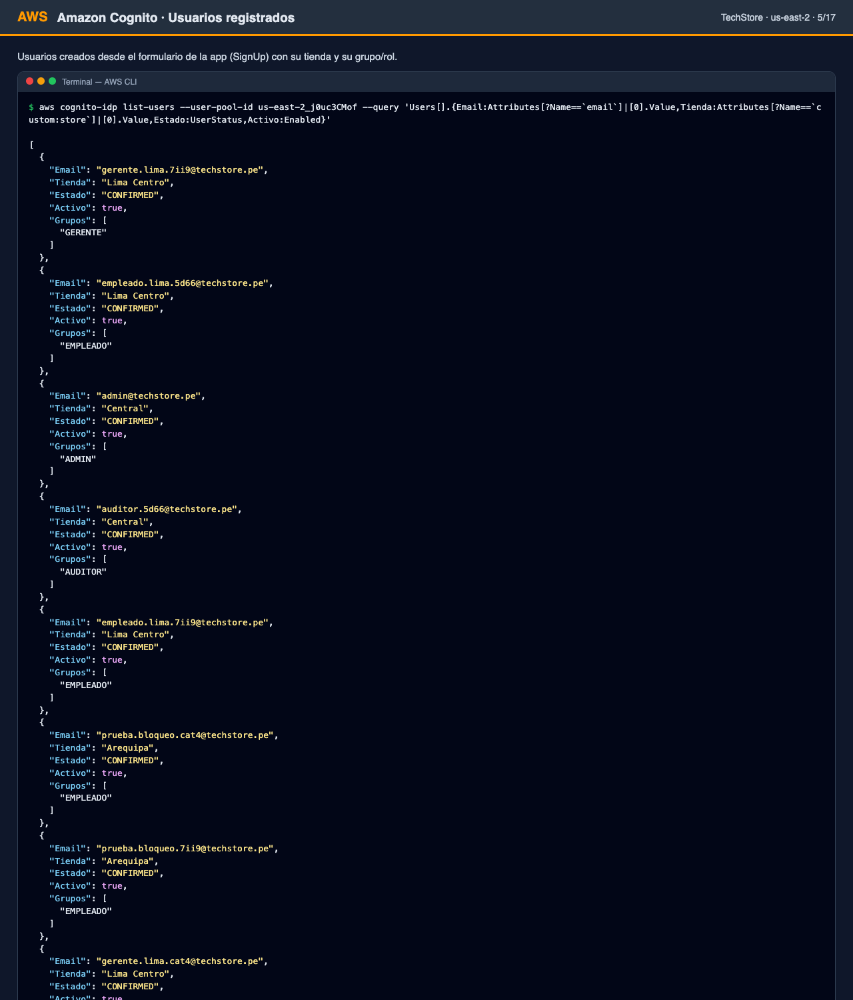 AWS Amazon Cognito · Usuarios registrados
TechStore · us-east-2 · 5/17
Usuarios creados desde el formulario de la app (SignUp) con su tienda y su grupo/rol.
Terminal — AWS CLI
$ aws cognito-idp list-users --user-pool-id us-east-2_j0uc3CMof --query 'Users[].{Email:Attributes[?Name==`email`]|[0].Value,Tienda:Attributes[?Name==`c
ustom:store`]|[0].Value,Estado:UserStatus,Activo:Enabled}'
[
  {
    "Email": "gerente.lima.7ii9@techstore.pe",
    "Tienda": "Lima Centro",
    "Estado": "CONFIRMED",
    "Activo": true,
    "Grupos": [
      "GERENTE"
    ]
  },
  {
    "Email": "empleado.lima.5d66@techstore.pe",
    "Tienda": "Lima Centro",
    "Estado": "CONFIRMED",
    "Activo": true,
    "Grupos": [
      "EMPLEADO"
    ]
  },
  {
    "Email": "admin@techstore.pe",
    "Tienda": "Central",
    "Estado": "CONFIRMED",
    "Activo": true,
    "Grupos": [
      "ADMIN"
    ]
  },
  {
    "Email": "auditor.5d66@techstore.pe",
    "Tienda": "Central",
    "Estado": "CONFIRMED",
    "Activo": true,
    "Grupos": [
      "AUDITOR"
    ]
  },
  {
    "Email": "empleado.lima.7ii9@techstore.pe",
    "Tienda": "Lima Centro",
    "Estado": "CONFIRMED",
    "Activo": true,
    "Grupos": [
      "EMPLEADO"
    ]
  },
  {
    "Email": "prueba.bloqueo.cat4@techstore.pe",
    "Tienda": "Arequipa",
    "Estado": "CONFIRMED",
    "Activo": true,
    "Grupos": [
      "EMPLEADO"
    ]
  },
  {
    "Email": "prueba.bloqueo.7ii9@techstore.pe",
    "Tienda": "Arequipa",
    "Estado": "CONFIRMED",
    "Activo": true,
    "Grupos": [
      "EMPLEADO"
    ]
  },
  {
    "Email": "gerente.lima.cat4@techstore.pe",
    "Tienda": "Lima Centro",
    "Estado": "CONFIRMED",
    "Activo": true,